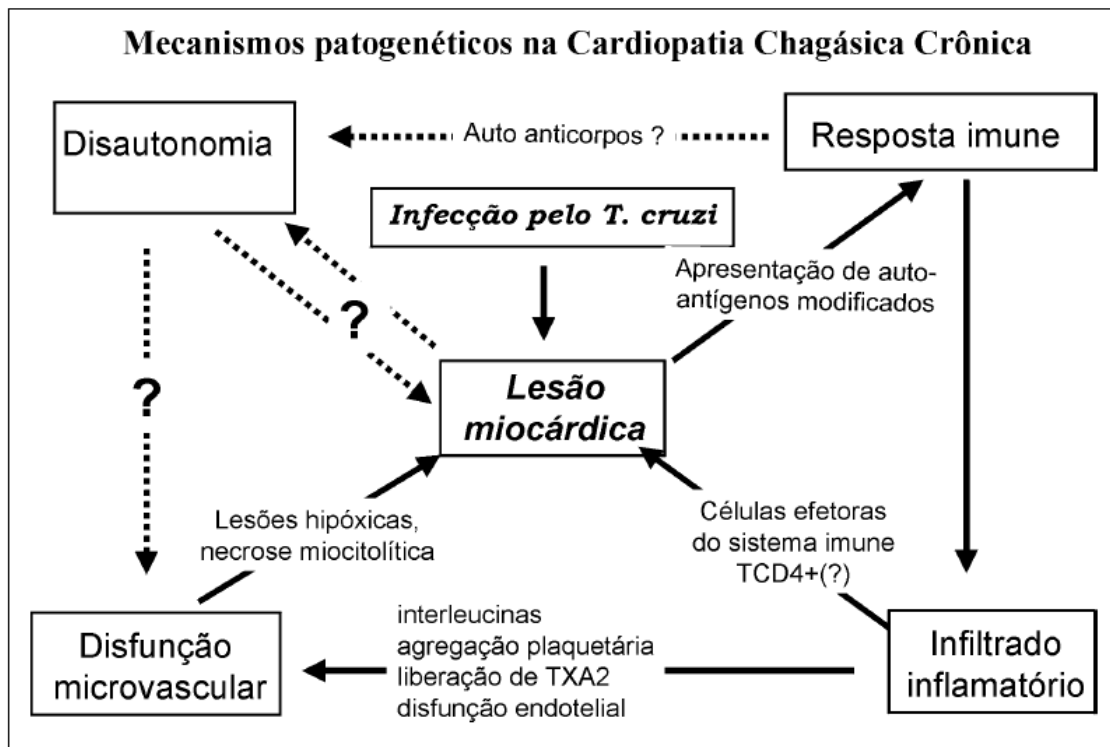 Mecanismos patogenéticos na Cardiopatia Chagásica Crônica
Disautonomia
Auto anticorpos ?
Resposta imune
Infecção pelo T. cruzi
Apresentação de auto-
antígenos modificados
?
?
Lesão
miocárdica
Lesões hipóxicas,
necrose miocitolítica
Células efetoras
do sistema imune
TCD4+(?)
Disfunção
microvascular
interleucinas
agregação plaquetária
liberação de TXA2
disfunção endotelial
Infiltrado
inflamatório